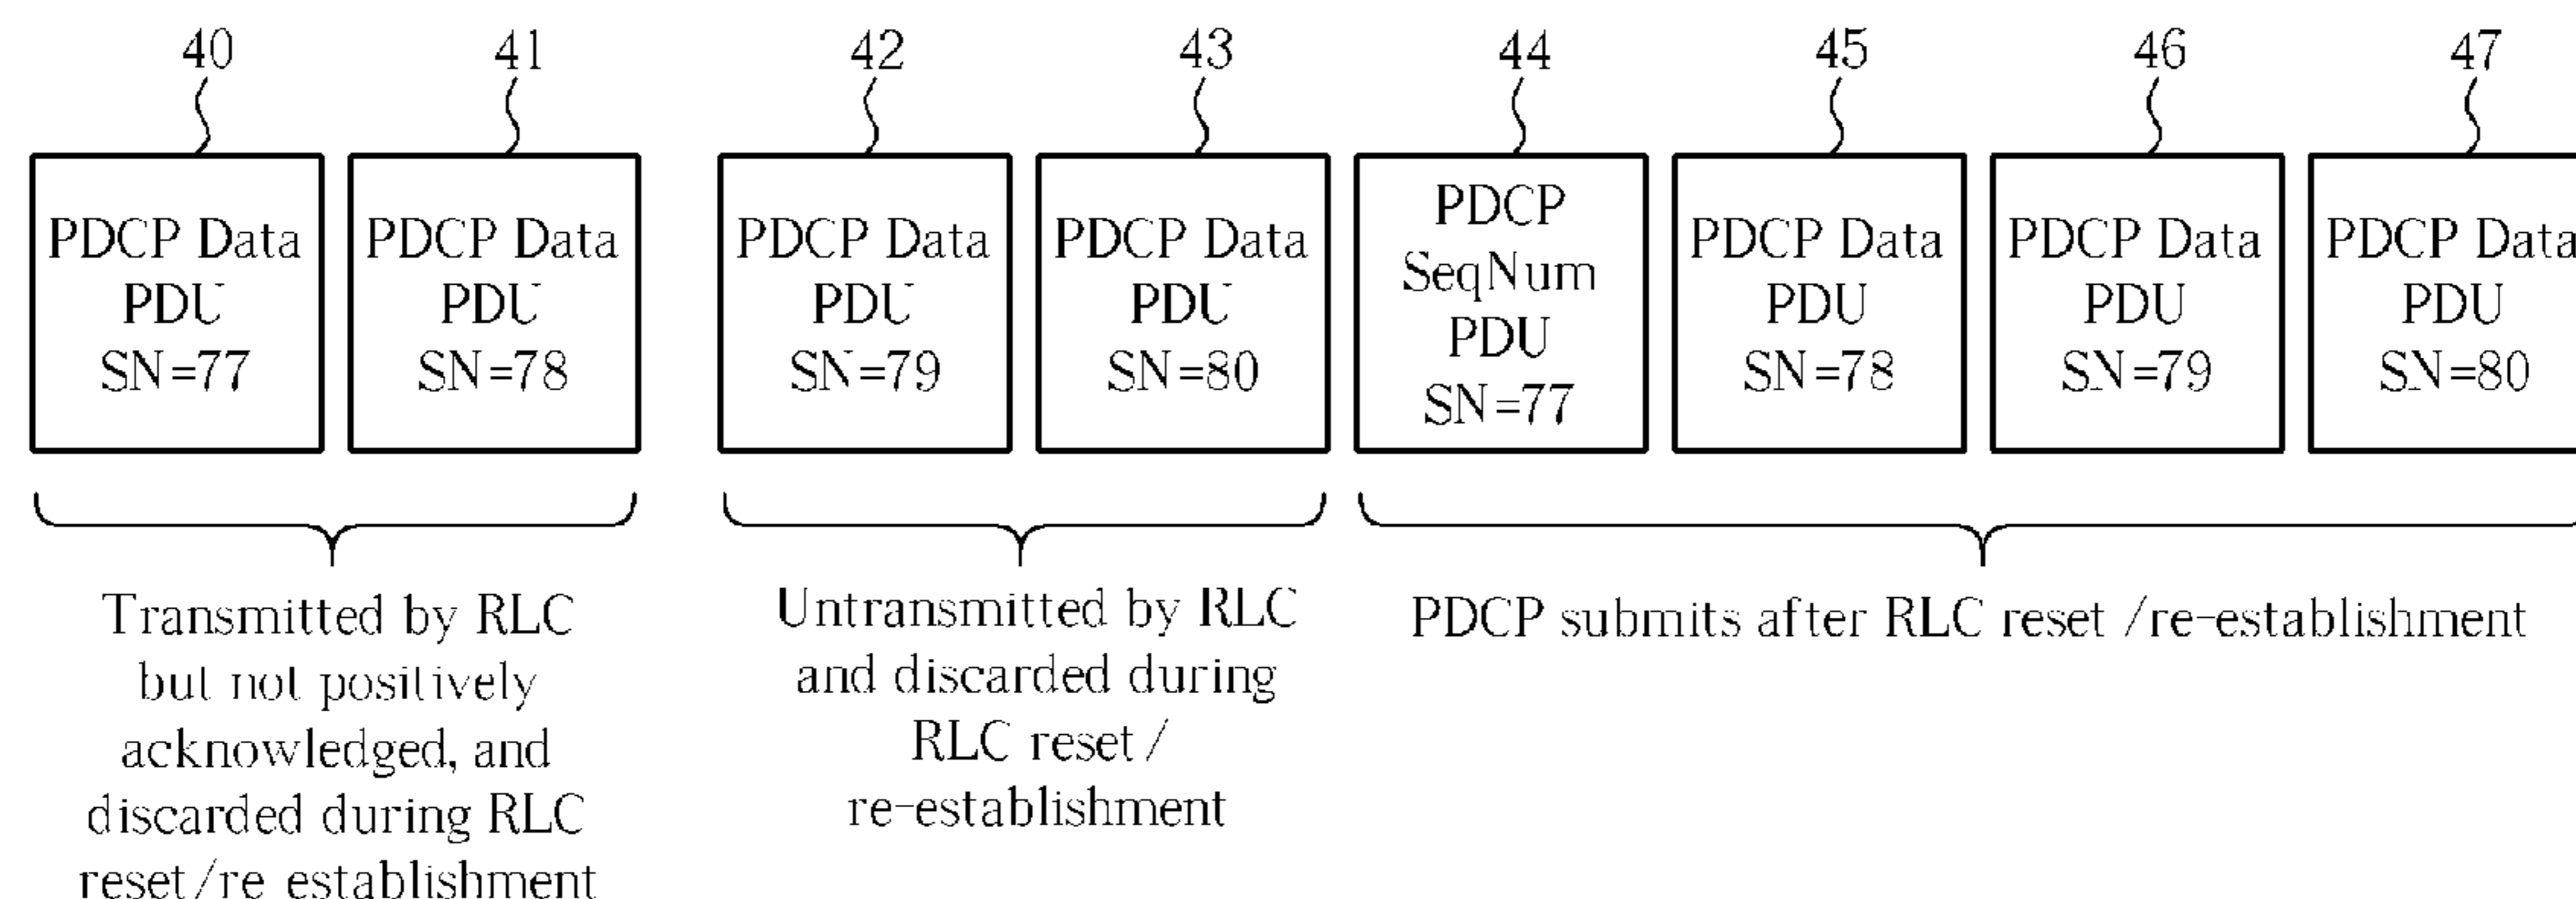 40 41 42 43 44 45 46 47
PDCP Data
PDU
SN=77
PDCP Data
PDU
SN=78
PDCP Data
PDU
SN=79
PDCP Data
PDU
SN=80
PDCP
SeqNum
PDU
SN=77
PDCP Data
PDU
SN=78
PDCP Data
PDU
SN=79
PDCP Data
PDU
SN=80
Transmitted by RLC
but not positively
acknowledged, and
discarded during RLC
reset/re establishment
Untransmitted by RLC
and discarded during
RLC reset/
re-establishment
PDCP submits after RLC reset /re-establishment